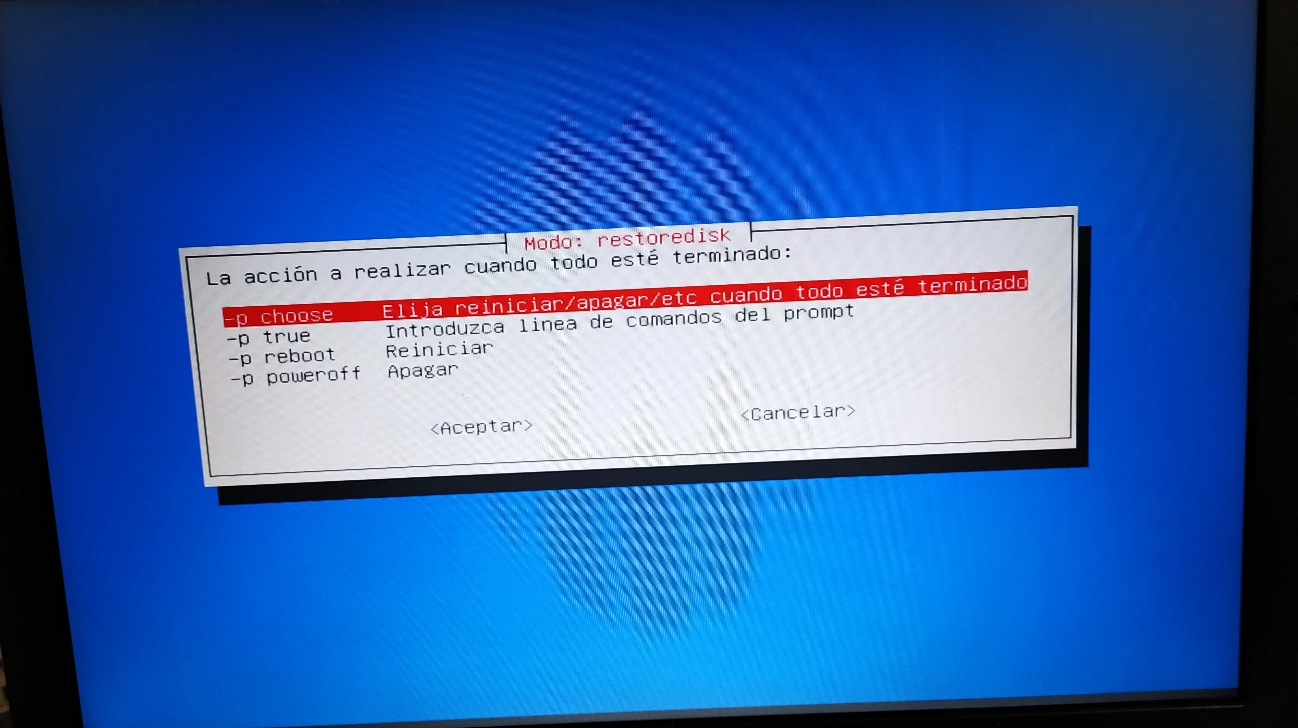 Modo: restoredisk
La acción a realizar cuando todo esté terminado:
-p choose Elija reiniciar/apagar/etc cuando todo esté terminado
-p true Introduzca linea de comandos del prompt
-p reboot Reiniciar
-p poweroff Apagar
<Aceptar> <Cancelar>